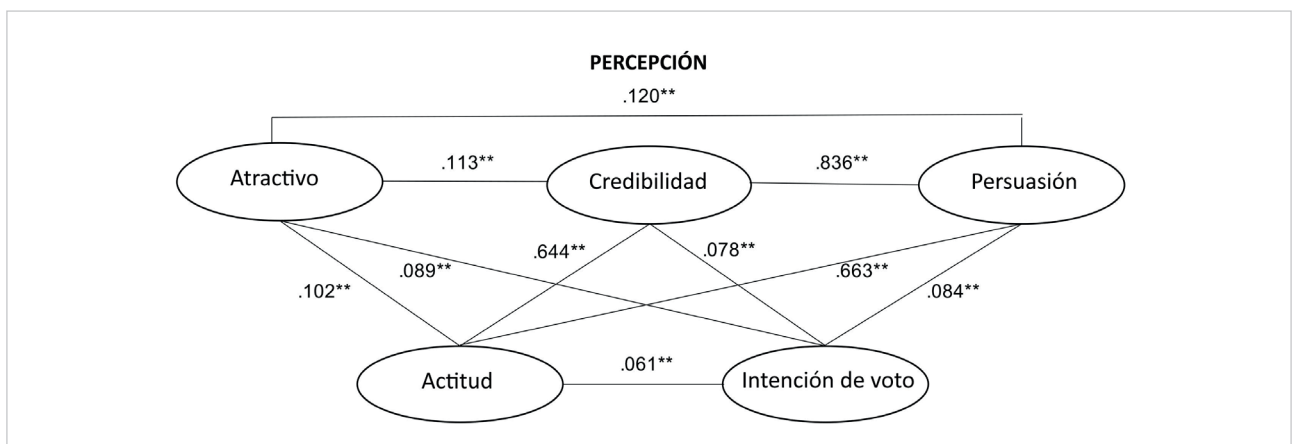 PERCEPCIÓN
.120**
Atractivo
.113**
Credibilidad
.836**
Persuasión
.644**
.078**
.089**
.663**
.102**
.084**
Actitud
.061**
Intención de voto